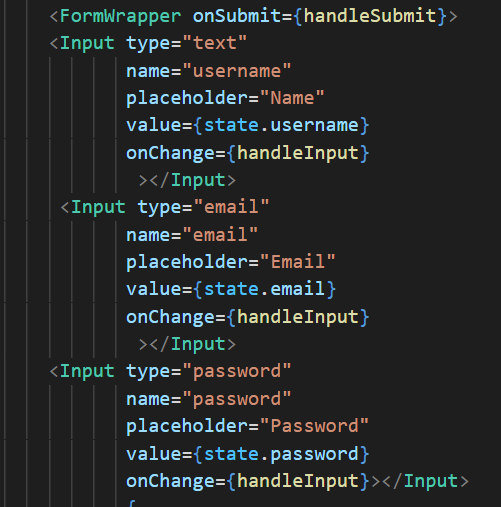 <FormWrapper onSubmit={handleSubmit}>
<Input type="text"
name="username"
placeholder="Name"
value={state.username}
onChange={handleInput}
></Input>
<Input type="email"
name="email"
placeholder="Email"
value={state.email}
onChange={handleInput}
></Input>
<Input type="password"
name="password"
placeholder="Password"
value={state.password}
onChange={handleInput}></Input>
{